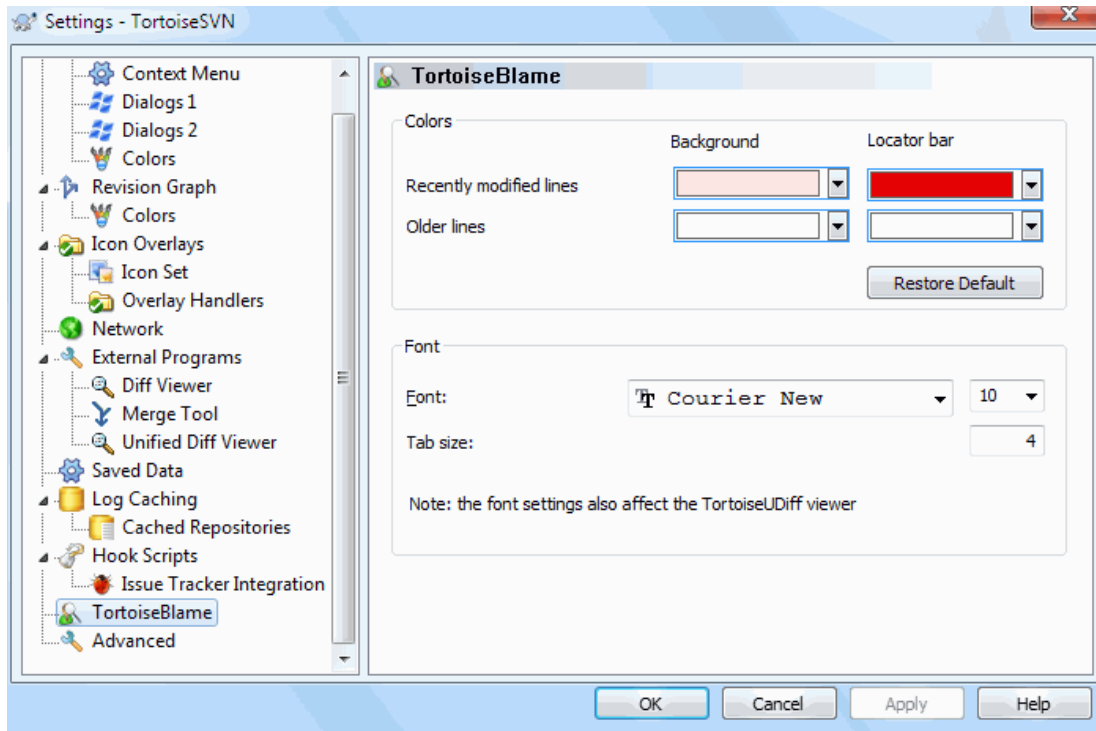 Settings - TortoiseSVN
Context Menu
Dialogs 1
Dialogs 2
Colors
Revision Graph
Colors
Icon Overlays
Icon Set
Overlay Handlers
Network
External Programs
Diff Viewer
Merge Tool
Unified Diff Viewer
Saved Data
Log Caching
Cached Repositories
Hook Scripts
Issue Tracker Integration
TortoiseBlame
Advanced
TortoiseBlame
Colors
Background Locator bar
Recently modified lines
Older lines
Restore Default
Font
Font: Courier New 10
Tab size: 4
Note: the font settings also affect the TortoiseUDiff viewer
OK Cancel Apply Help